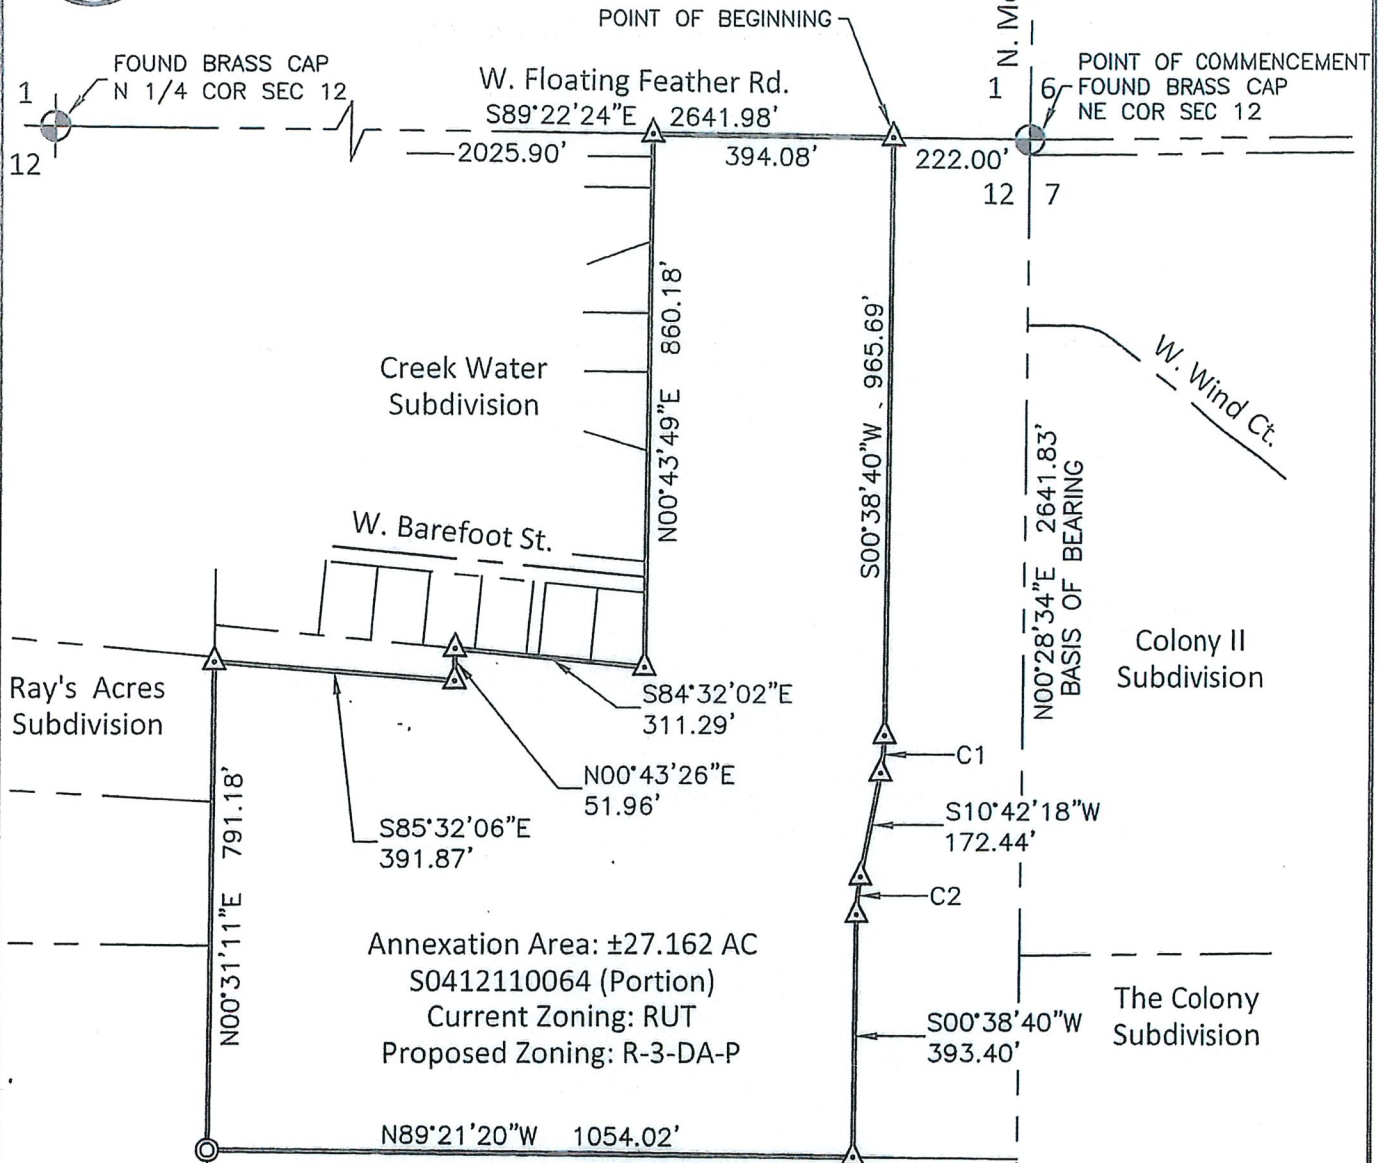 POINT OF BEGINNING
N. Mc
FOUND BRASS CAP
N 1/4 COR SEC 12
1
12
W. Floating Feather Rd.
S89°22'24"E 2641.98'
2025.90'
394.08'
222.00'
POINT OF COMMENCEMENT
FOUND BRASS CAP
NE COR SEC 12
1
6
12
7
N00°43'49"E 860.18'
S00°38'40"W 965.69'
Creek Water
Subdivision
W. Wind Ct.
N00°28'34"E 2641.83'
BASIS OF BEARING
W. Barefoot St.
Colony II
Subdivision
Ray's Acres
Subdivision
S84°32'02"E
311.29'
N00°43'26"E
51.96'
C1
S85°32'06"E
391.87'
S10°42'18"W
172.44'
N00°31'11"E 791.18'
C2
Annexation Area: ±27.162 AC
S0412110064 (Portion)
Current Zoning: RUT
Proposed Zoning: R-3-DA-P
The Colony
Subdivision
S00°38'40"W
393.40'
N89°21'20"W 1054.02'